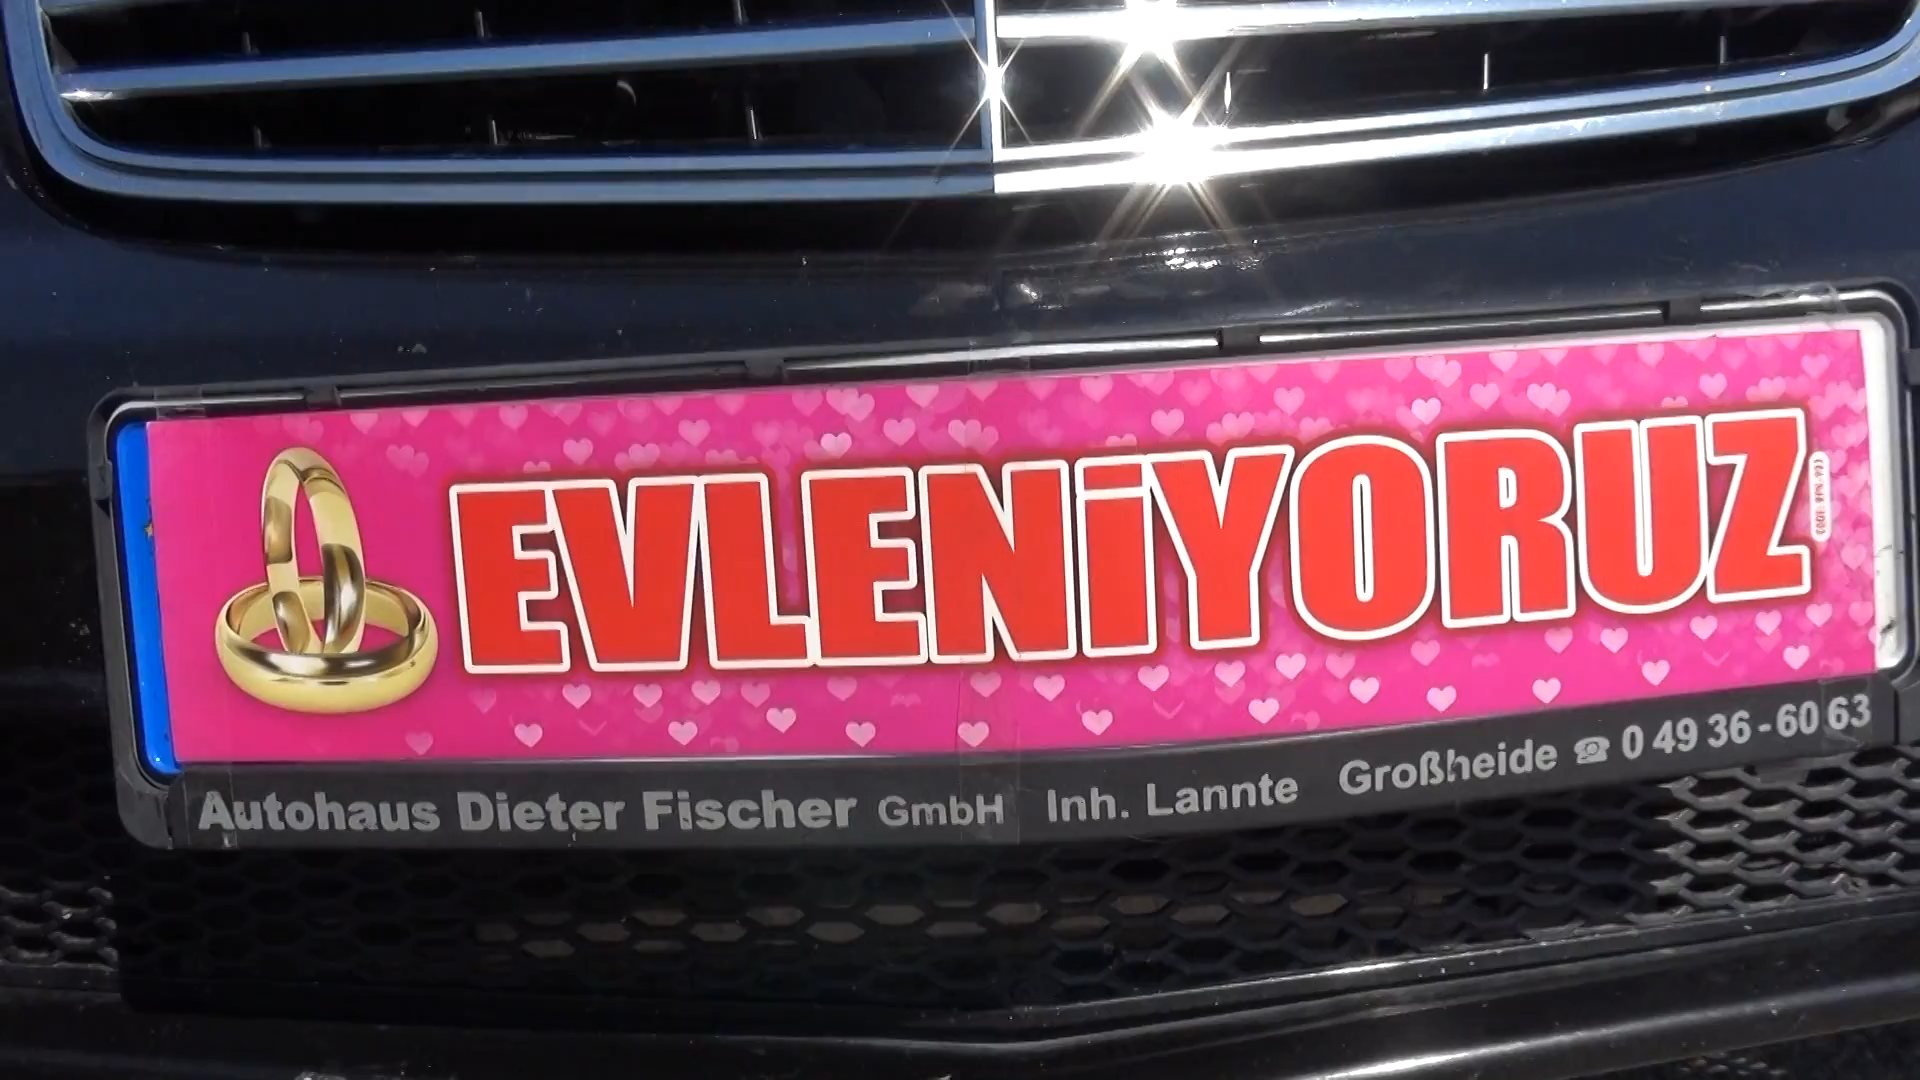 EVLENiYORUZ
Autohaus Dieter Fischer GmbH Inh. Lannte Großheide ☎ 0 49 36 - 60 63